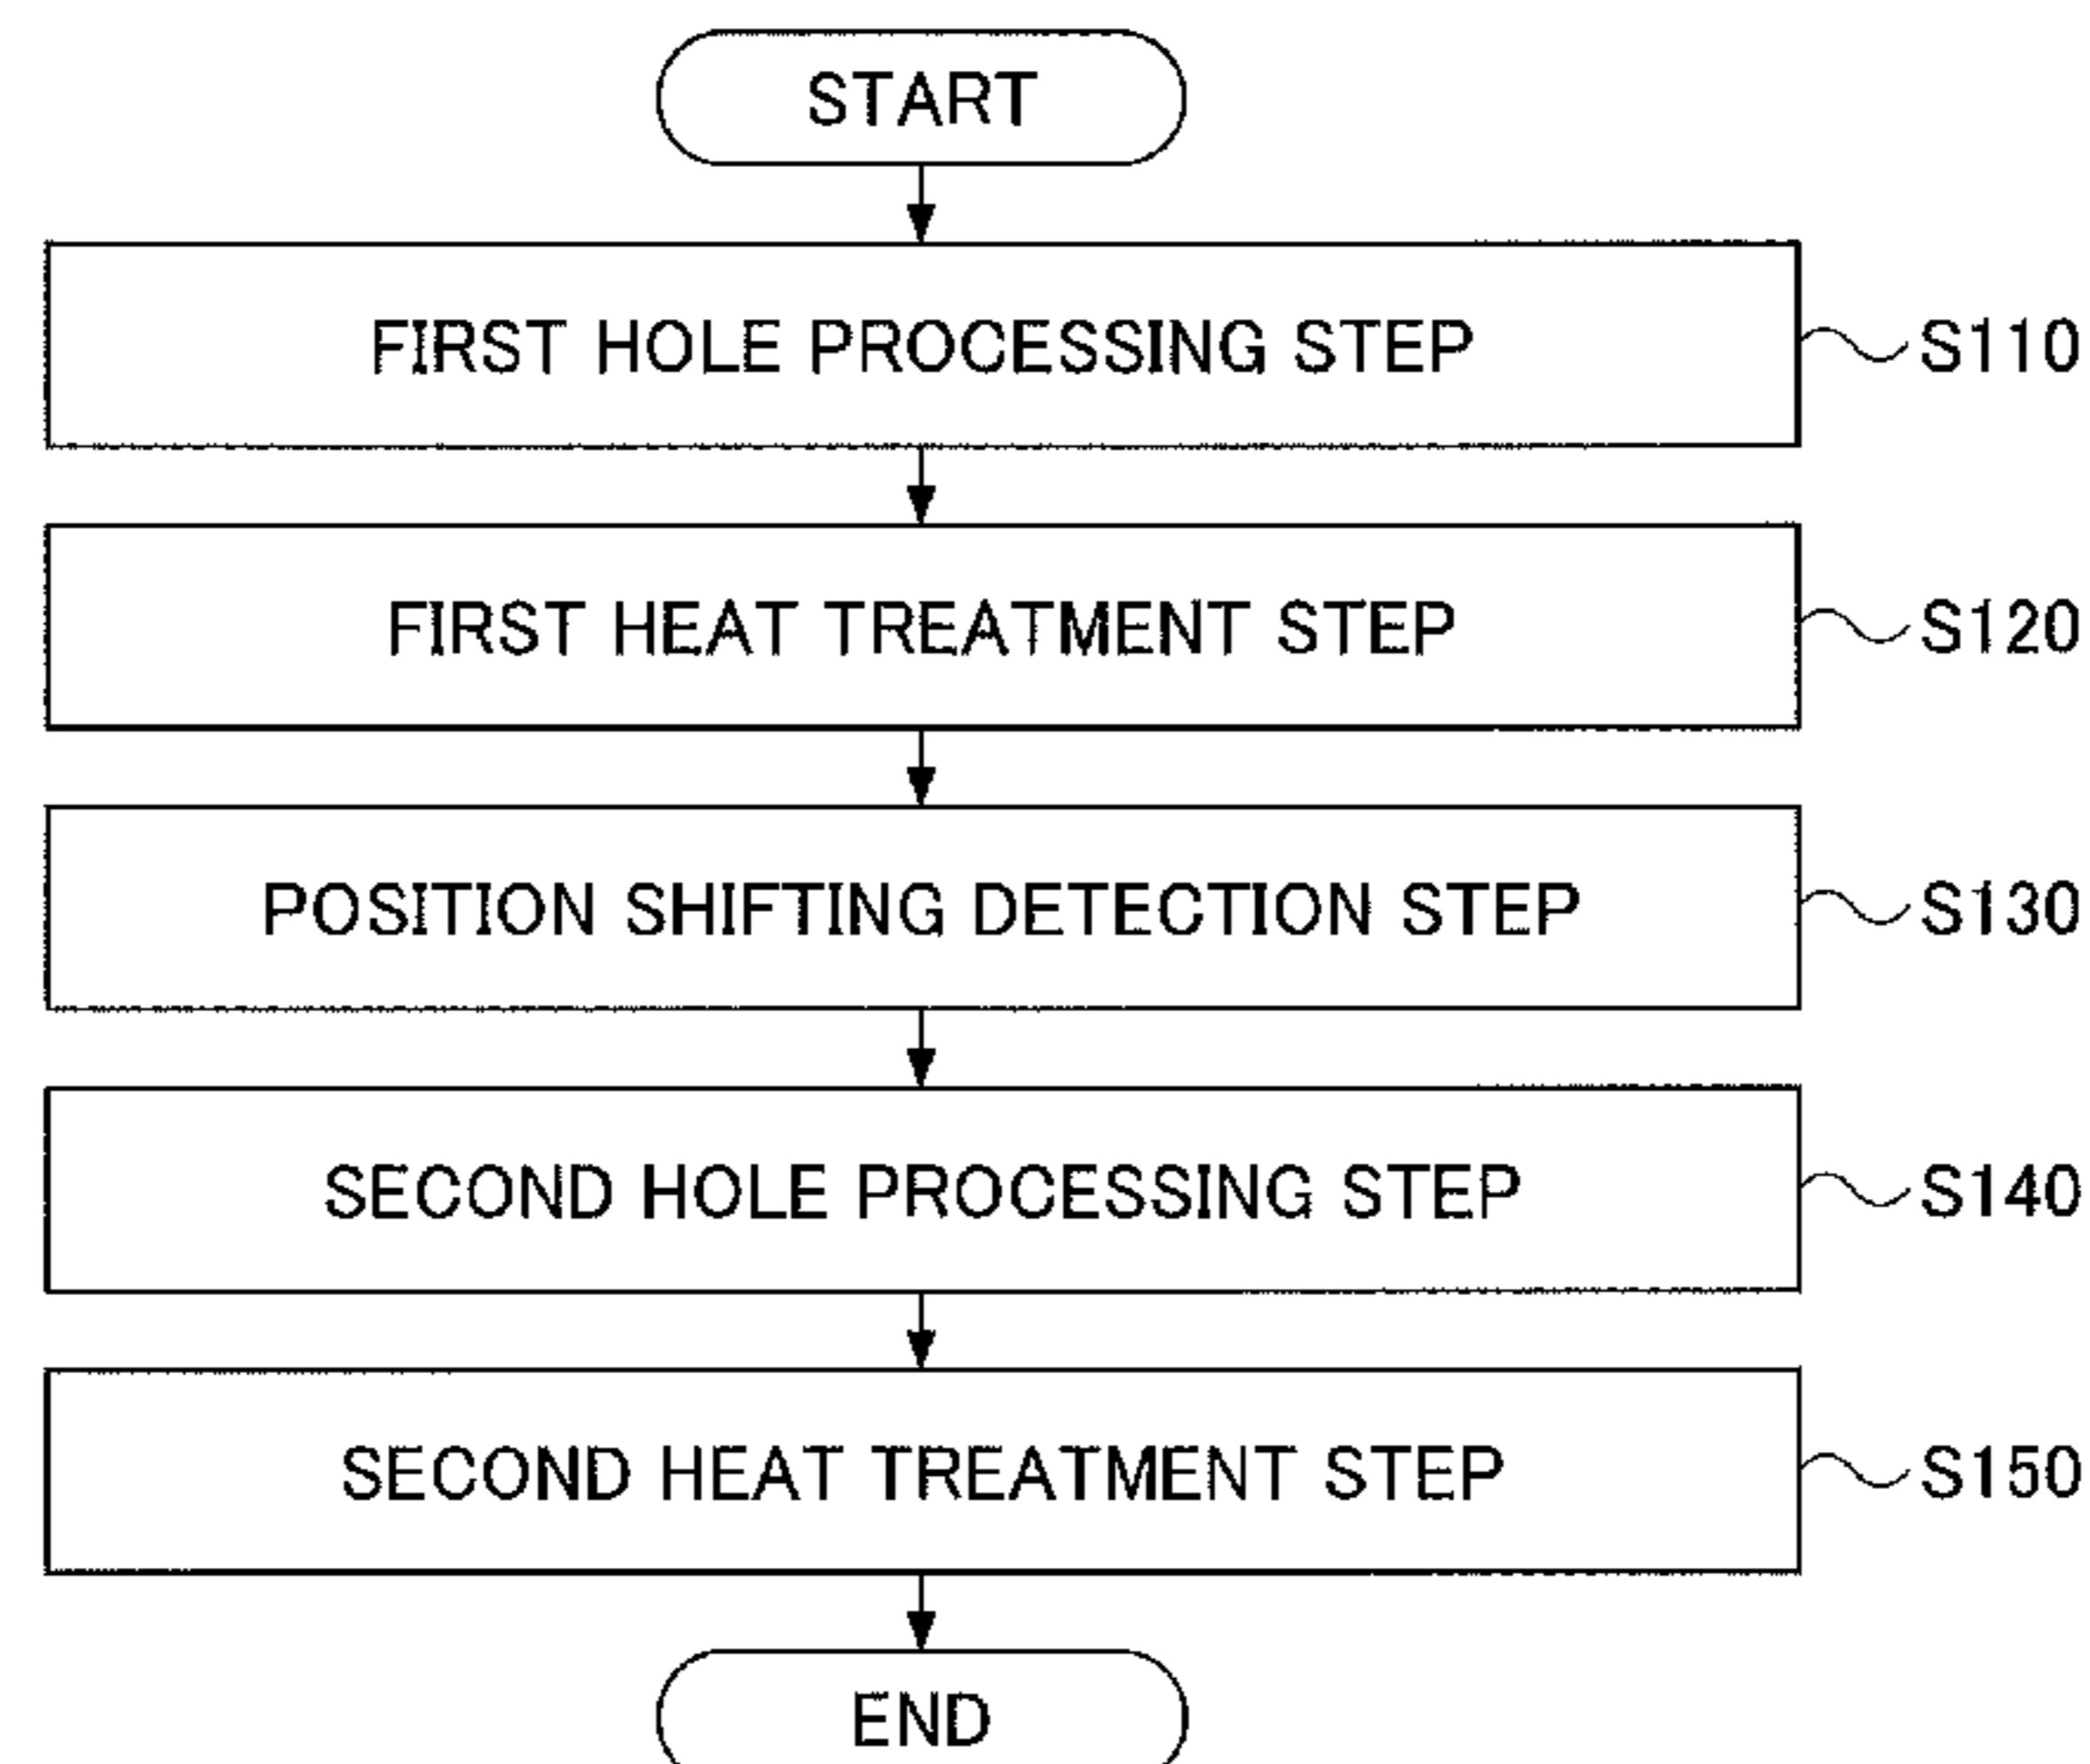 START
FIRST HOLE PROCESSING STEP
S110
FIRST HEAT TREATMENT STEP
S120
POSITION SHIFTING DETECTION STEP
S130
SECOND HOLE PROCESSING STEP
S140
SECOND HEAT TREATMENT STEP
S150
END